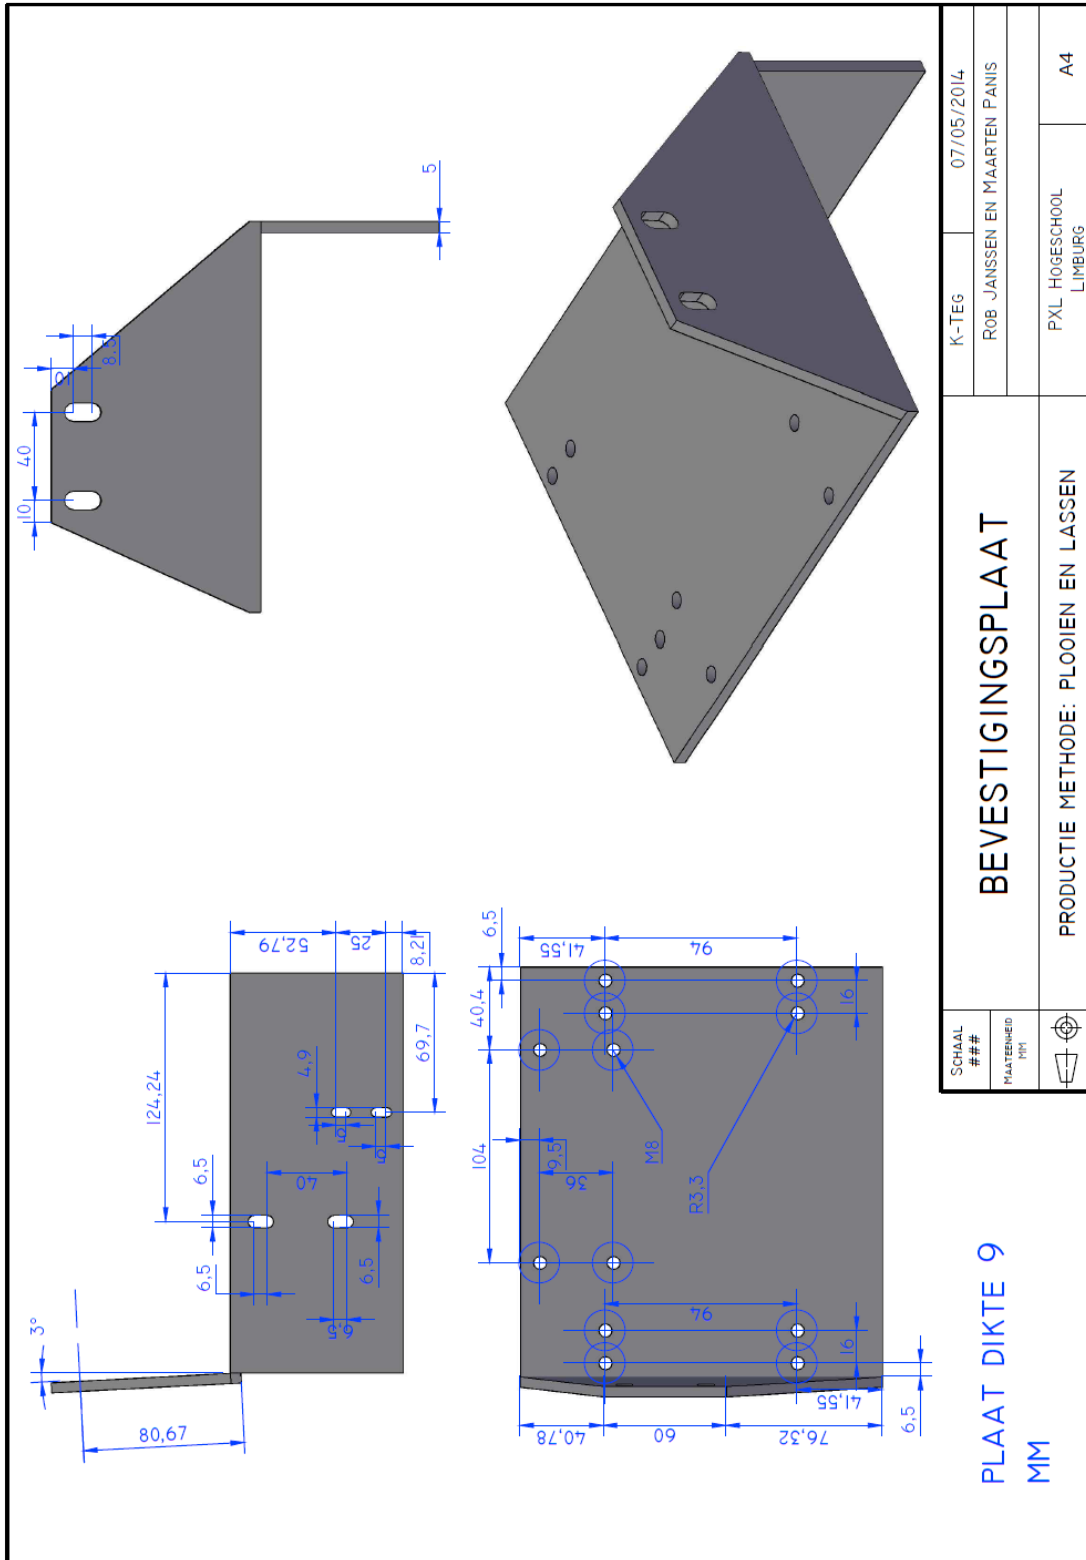 5
8,5
10
40
10
3°
80,67
124,24
6,5
6,5
40
6,5
6,5
4,9
5
5
52,79
25
8,21
69,7
6,5
41,55
94
40,4
16
104
9,5
36
M8
R3,3
94
16
41,55
6,5
40,78
60
76,32
PLAAT DIKTE 9
MM
SCHAAL
###
MAATEENHEID
MM
BEVESTIGINGSPLAAT
PRODUCTIE METHODE: PLOOIEN EN LASSEN
K-TEG
07/05/2014
ROB JANSSEN EN MAARTEN PANIS
PXL HOGESCHOOL
LIMBURG
A4